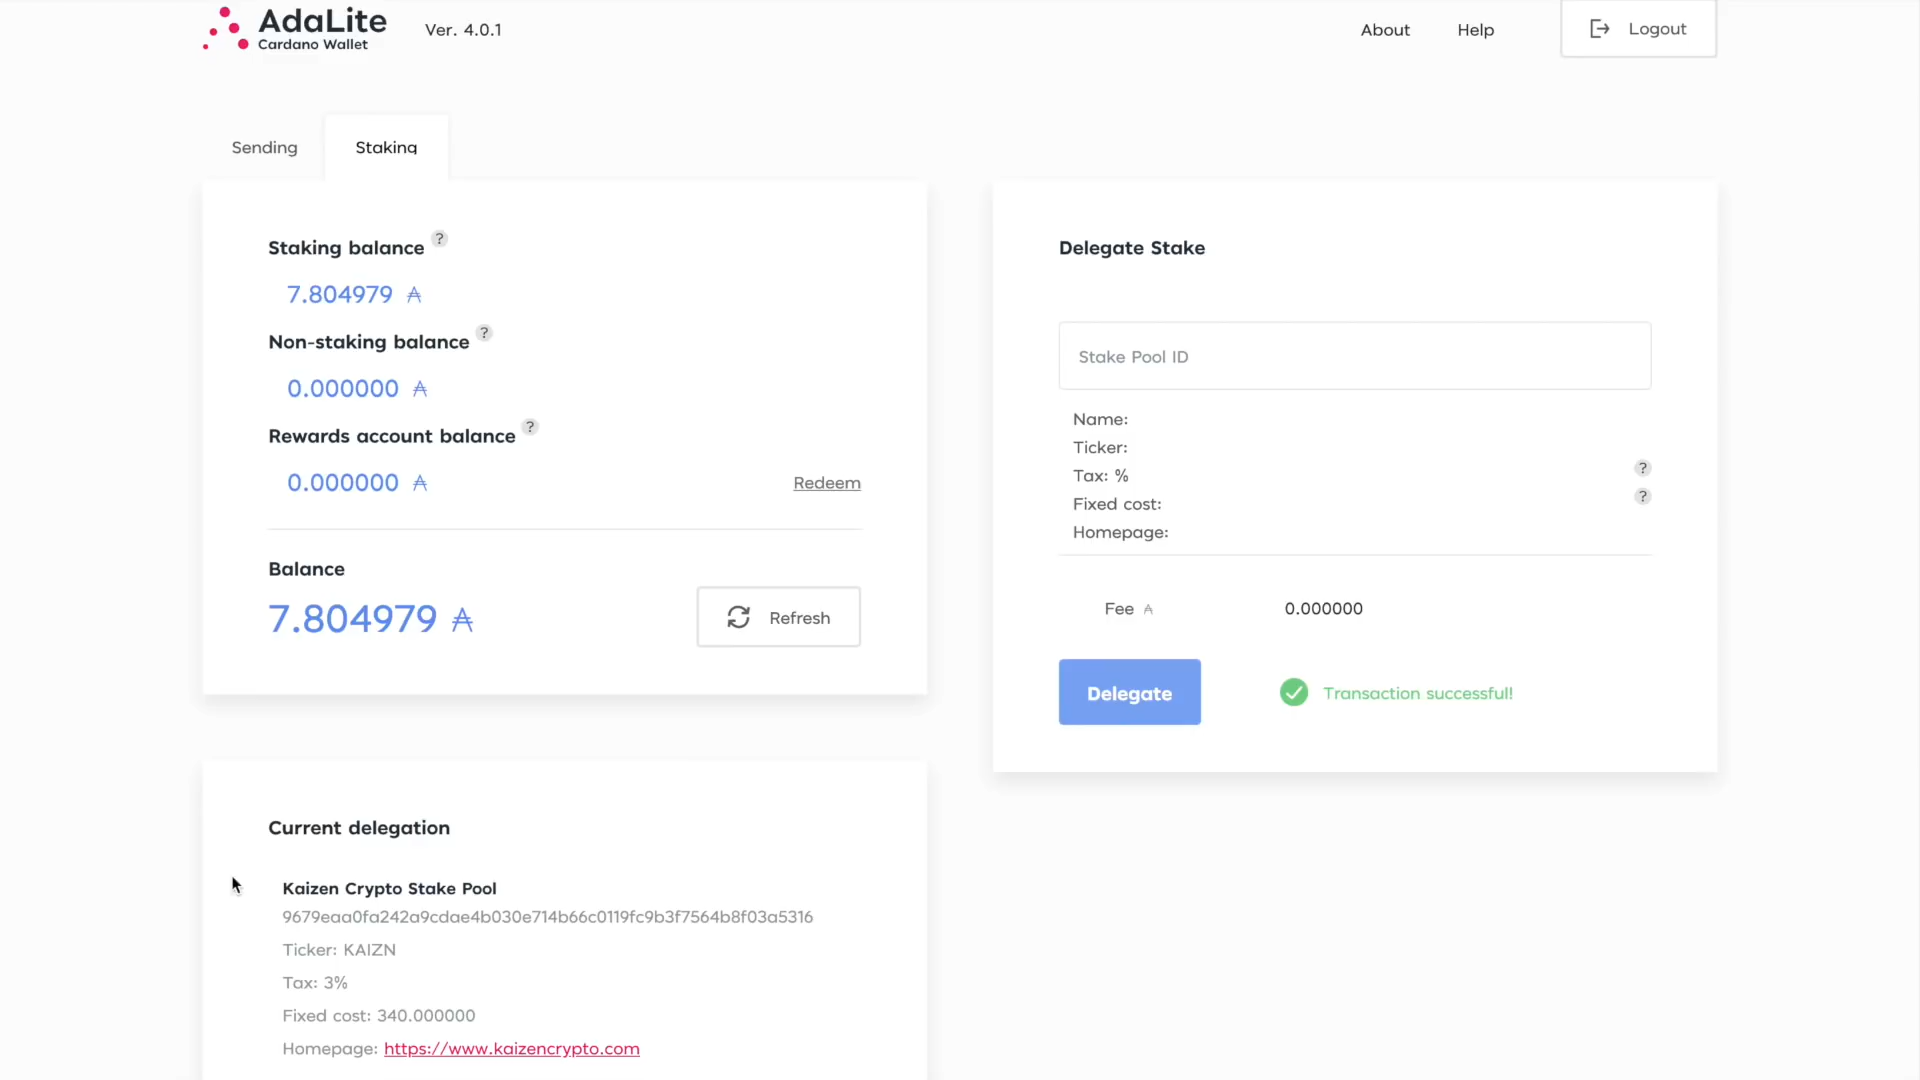 AdaLite
Cardano Wallet
Ver. 4.0.1
About
Help
Logout
Sending
Staking
Staking balance ?
7.804979 ₳
Non-staking balance ?
0.000000 ₳
Rewards account balance ?
0.000000 ₳
Redeem
Balance
7.804979 ₳
Refresh
Delegate Stake
Stake Pool ID
Name:
Ticker:
Tax: % ?
Fixed cost: ?
Homepage:
Fee ₳ 0.000000
Delegate
Transaction successful!
Current delegation
Kaizen Crypto Stake Pool
9679eaa0fa242a9cdae4b030e714b66c0119fc9b3f7564b8f03a5316
Ticker: KAIZN
Tax: 3%
Fixed cost: 340.000000
Homepage: https://www.kaizencrypto.com